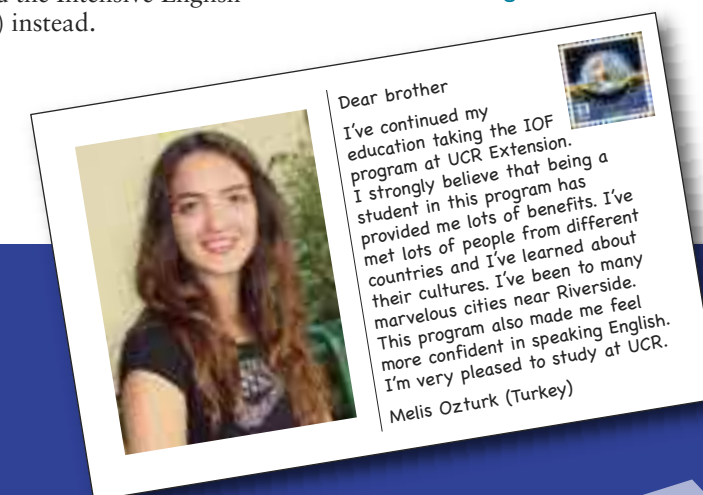 d the Intensive English
) instead.
Dear brother
I've continued my
education taking the IOF
program at UCR Extension.
I strongly believe that being a
student in this program has
provided me lots of benefits. I've
met lots of people from different
countries and I've learned about
their cultures. I've been to many
marvelous cities near Riverside.
This program also made me feel
more confident in speaking English.
I'm very pleased to study at UCR.
Melis Ozturk (Turkey)